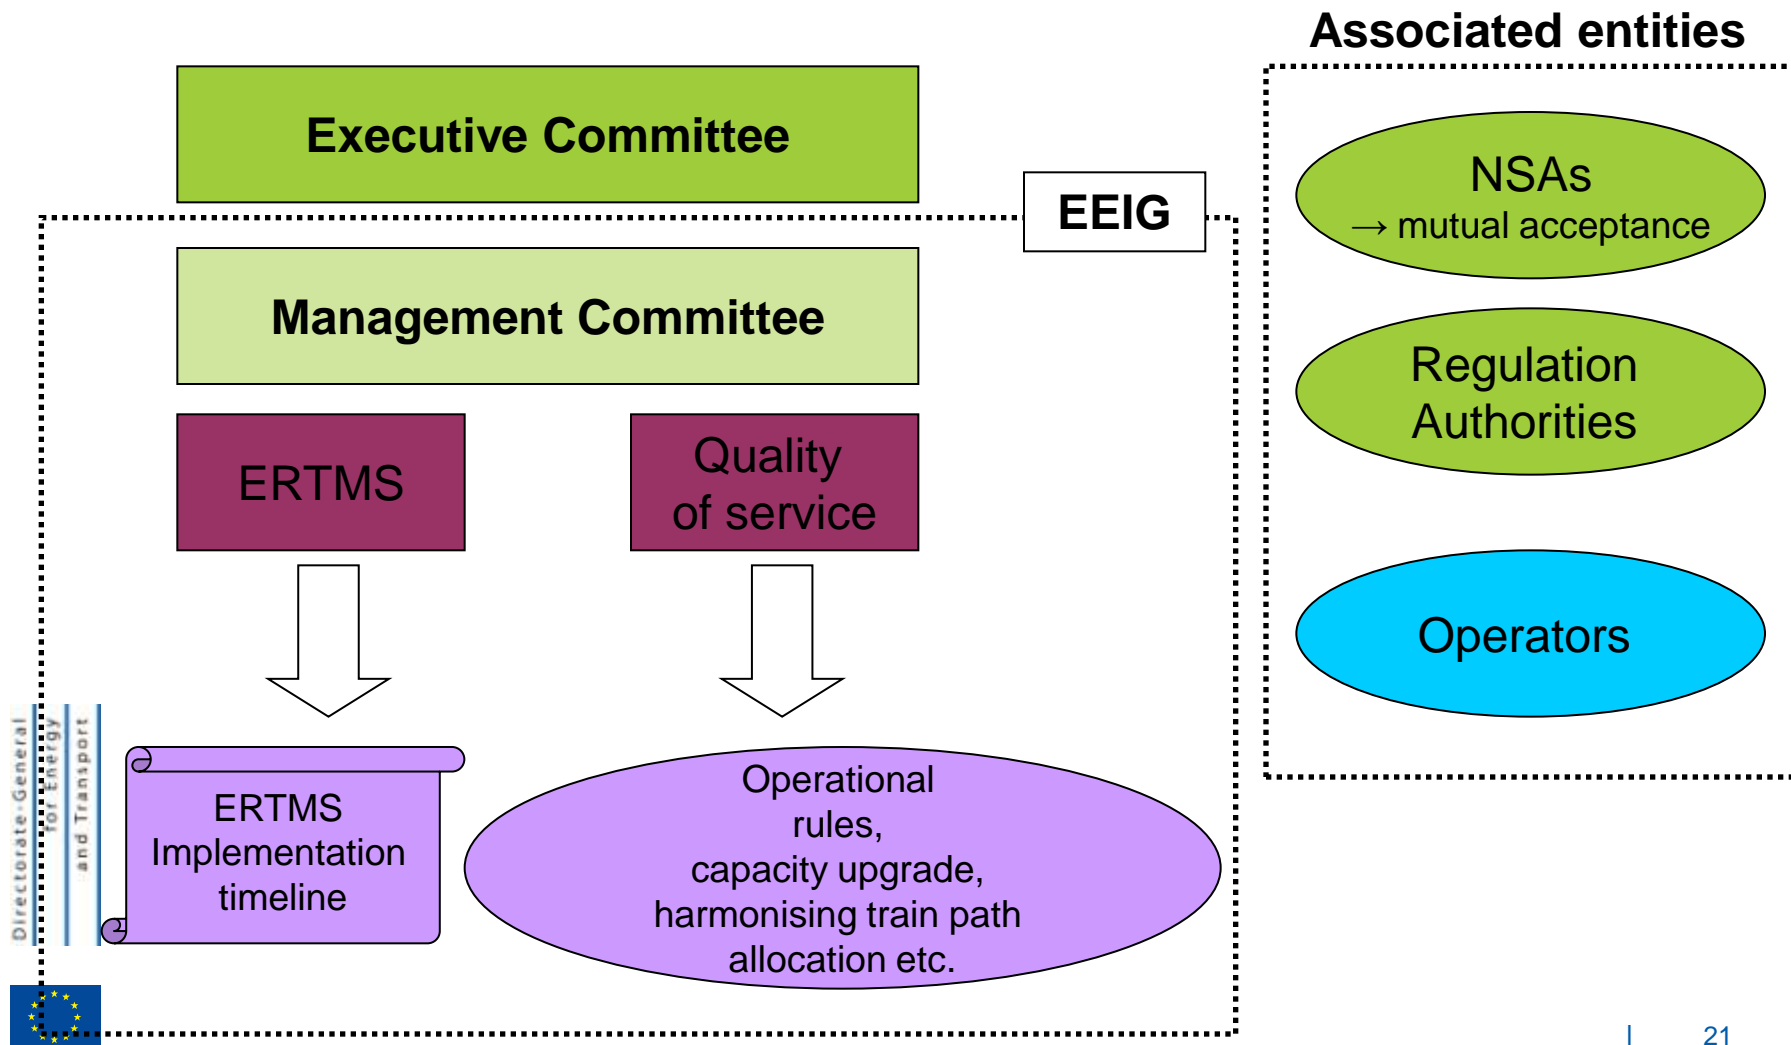 Associated entities
Executive Committee
EEIG
NSAs
→ mutual acceptance
Management Committee
Regulation
Authorities
ERTMS
Quality
of service
Operators
ERTMS
Implementation
timeline
Operational
rules,
capacity upgrade,
harmonising train path
allocation etc.
Directorate-General
for Energy
and Transport
| 21